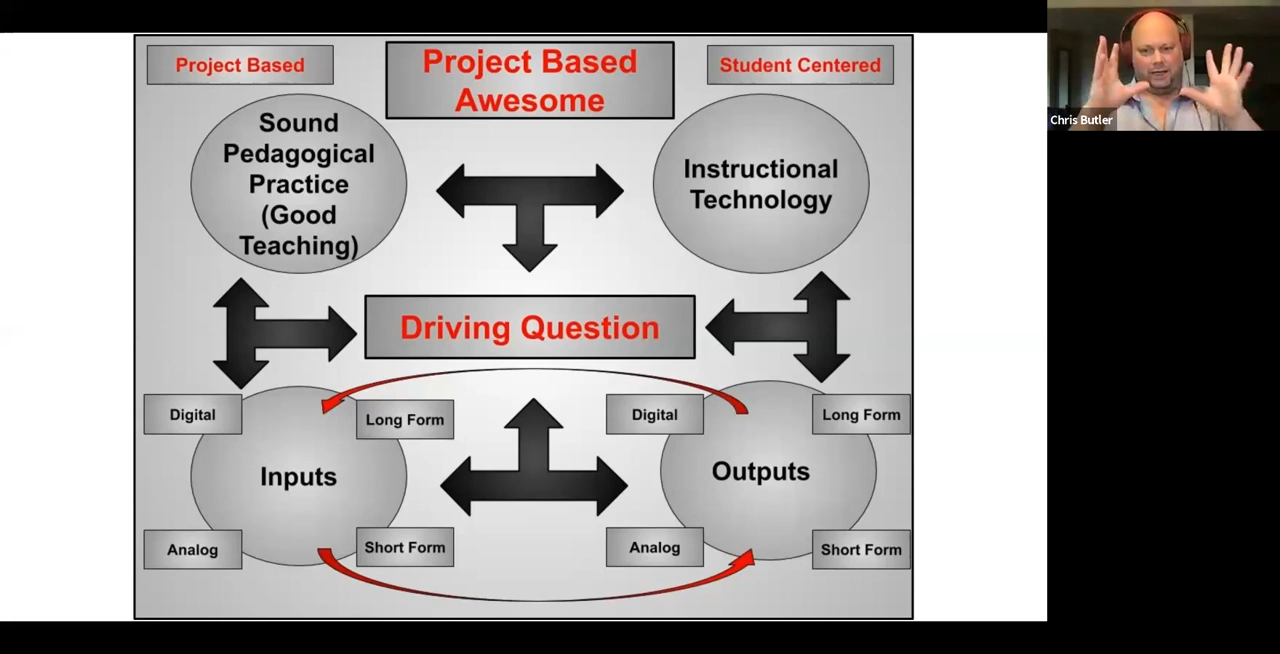 Project Based
Project Based
Awesome
Student Centered
Sound
Pedagogical
Practice
(Good
Teaching)
Instructional
Technology
Driving Question
Digital
Long Form
Inputs
Analog
Short Form
Digital
Long Form
Outputs
Analog
Short Form
Chris Butler